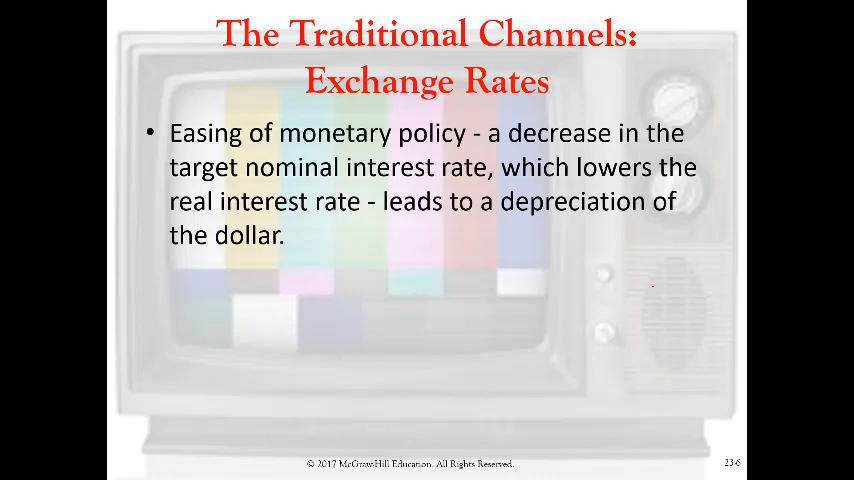 The Traditional Channels:
Exchange Rates
• Easing of monetary policy - a decrease in the
target nominal interest rate, which lowers the
real interest rate - leads to a depreciation of
the dollar.
© 2017 McGraw-Hill Education. All Rights Reserved.
23-6